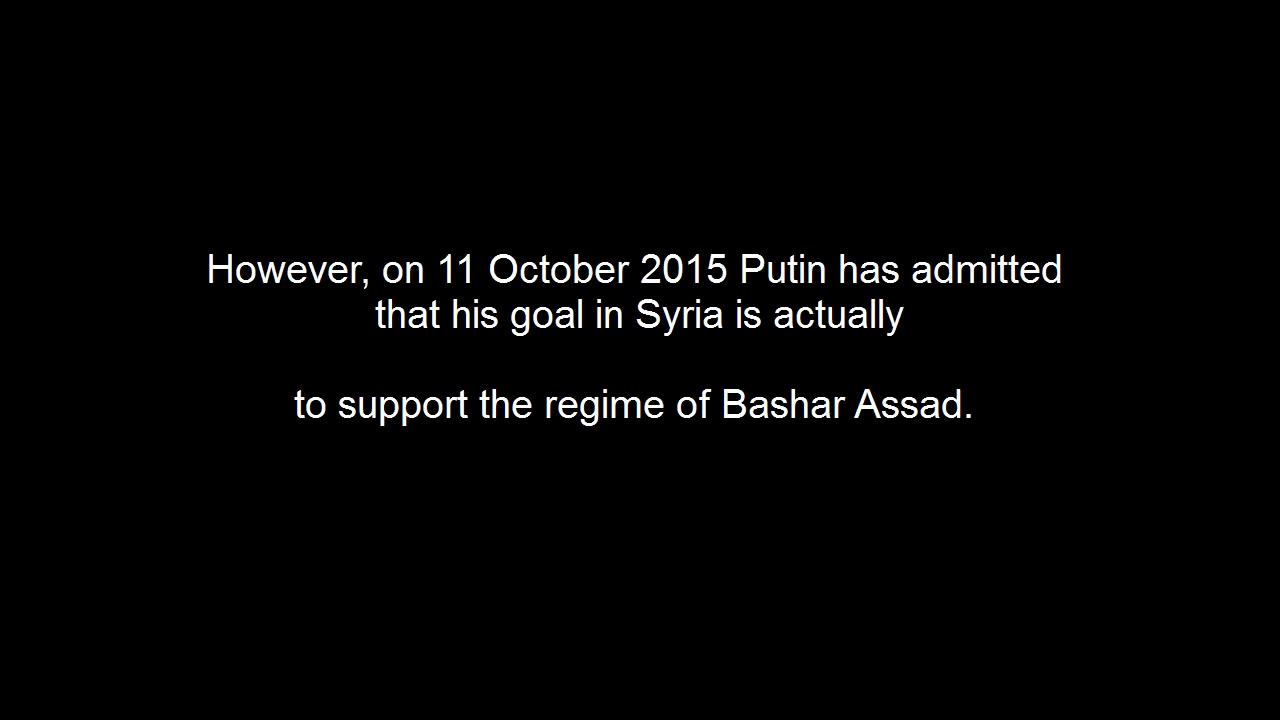 However, on 11 October 2015 Putin has admitted
that his goal in Syria is actually
to support the regime of Bashar Assad.